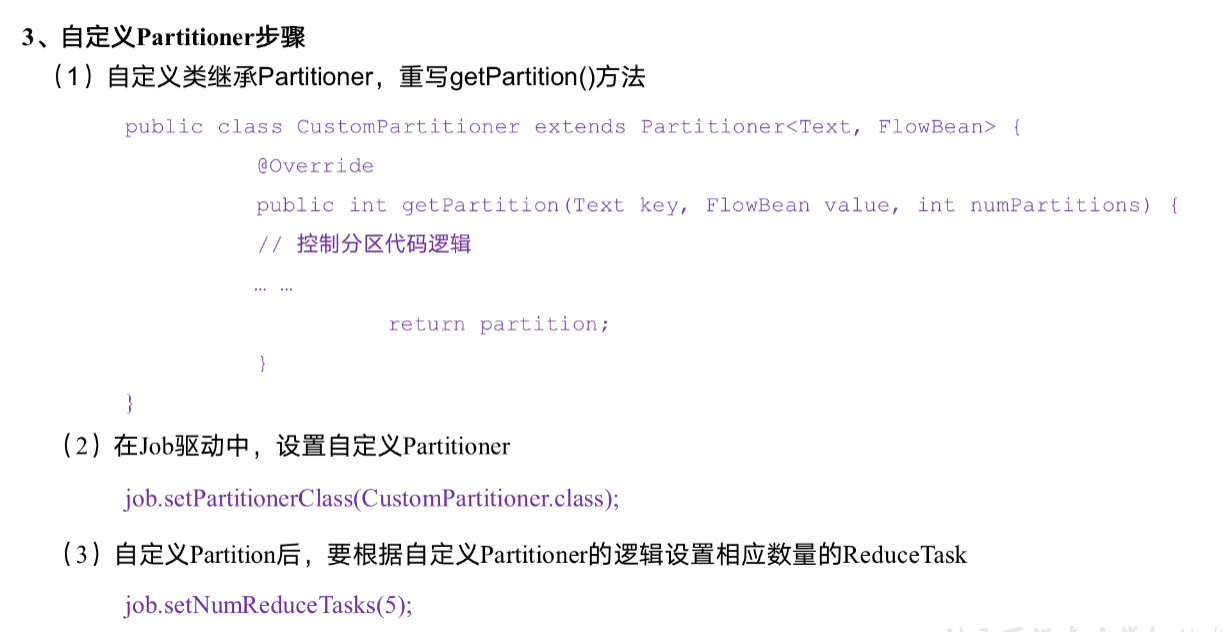 3、自定义Partitioner步骤
（1）自定义类继承Partitioner，重写getPartition()方法
public class CustomPartitioner extends Partitioner<Text, FlowBean> {
@Override
public int getPartition(Text key, FlowBean value, int numPartitions) {
// 控制分区代码逻辑
… …
return partition;
}
}
（2）在Job驱动中，设置自定义Partitioner
job.setPartitionerClass(CustomPartitioner.class);
（3）自定义Partition后，要根据自定义Partitioner的逻辑设置相应数量的ReduceTask
job.setNumReduceTasks(5);